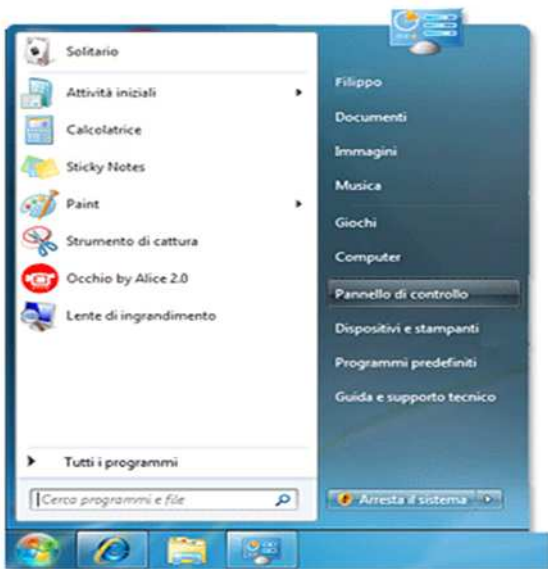 Solitario
Attività iniziali
Calcolatrice
Sticky Notes
Paint
Strumento di cattura
Occhio by Alice 2.0
Lente di ingrandimento
Tutti i programmi
Cerca programmi e file
Filippo
Documenti
Immagini
Musica
Giochi
Computer
Pannello di controllo
Dispositivi e stampanti
Programmi predefiniti
Guida e supporto tecnico
Arresta il sistema